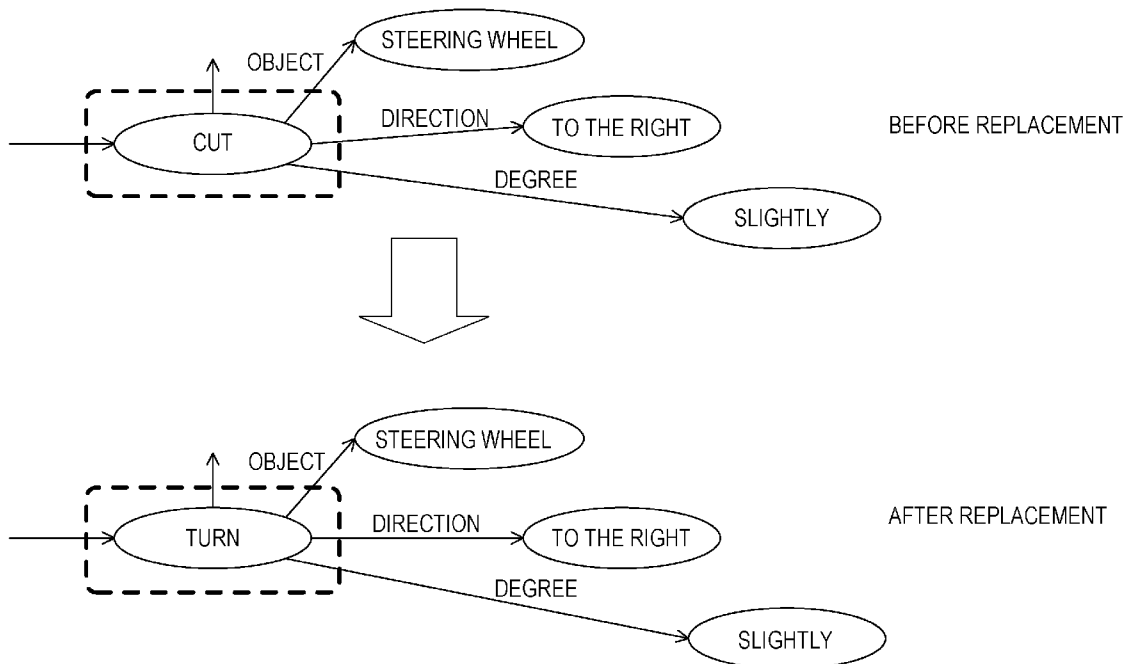 STEERING WHEEL
OBJECT
DIRECTION
TO THE RIGHT
BEFORE REPLACEMENT
CUT
DEGREE
SLIGHTLY
STEERING WHEEL
OBJECT
DIRECTION
TO THE RIGHT
AFTER REPLACEMENT
TURN
DEGREE
SLIGHTLY